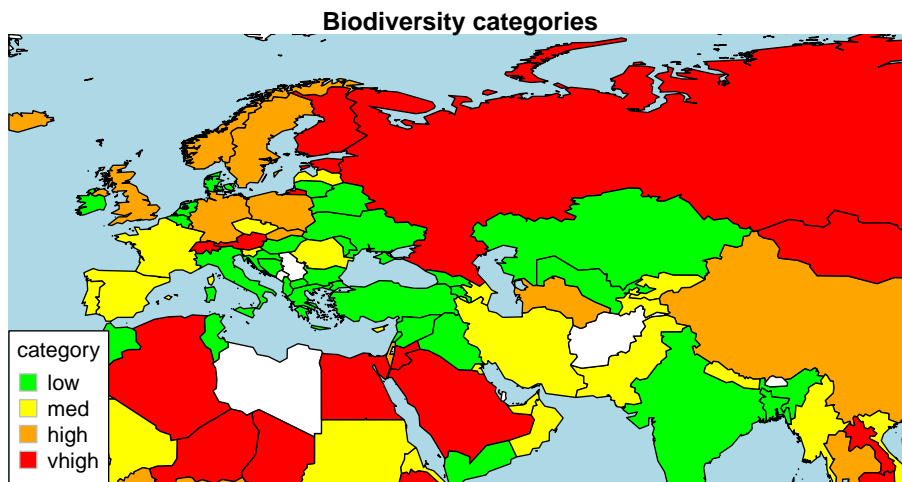 Biodiversity categories
category
low
med
high
vhigh